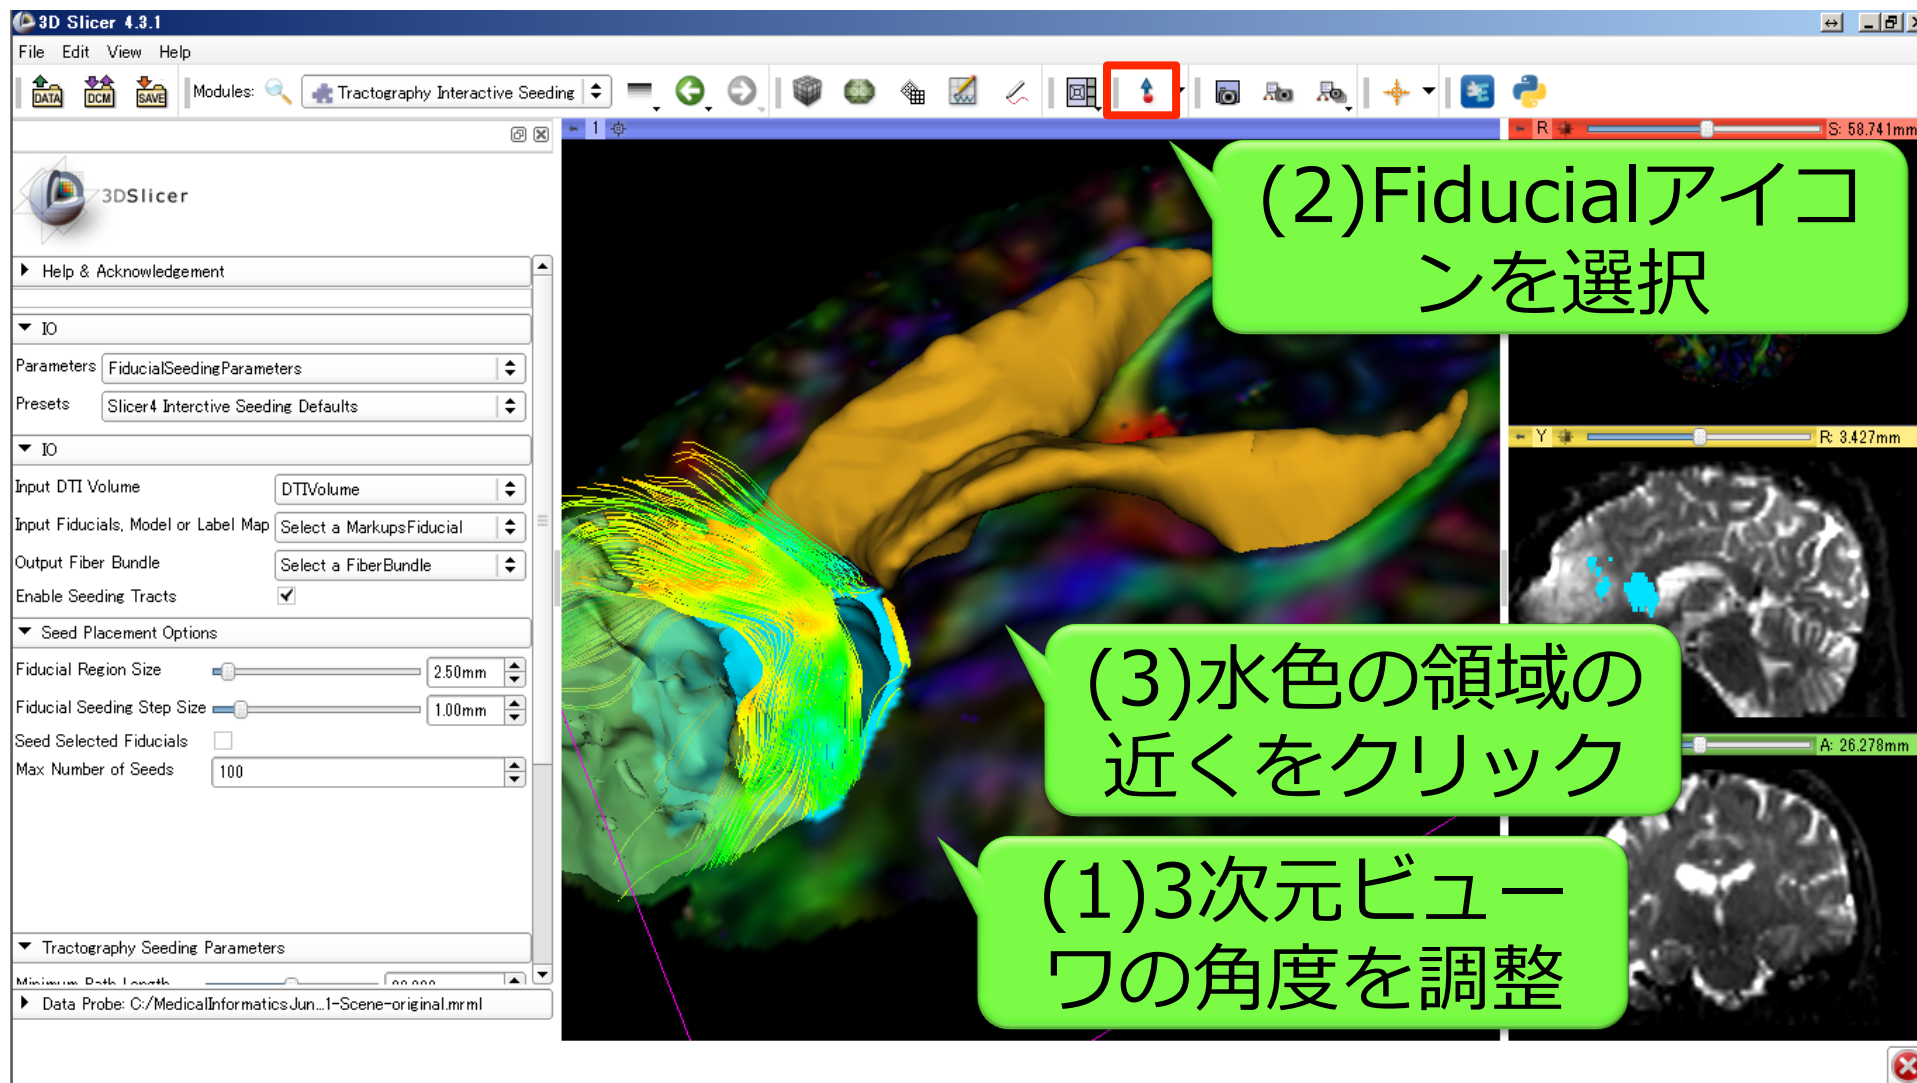 3D Slicer 4.3.1
File Edit View Help
DATA DCM SAVE Modules: Tractography Interactive Seeding
1
R S: 58.741mm
3DSlicer
(2)Fiducialアイコ
ンを選択
Help & Acknowledgement
IO
Parameters FiducialSeedingParameters
Presets Slicer4 Interctive Seeding Defaults
Y R: 3.427mm
IO
Input DTI Volume DTIVolume
Input Fiducials, Model or Label Map Select a MarkupsFiducial
Output Fiber Bundle Select a FiberBundle
Enable Seeding Tracts
Seed Placement Options
Fiducial Region Size 2.50mm
Fiducial Seeding Step Size 1.00mm
Seed Selected Fiducials
Max Number of Seeds 100
(3)水色の領域の
近くをクリック
A: 26.278mm
(1)3次元ビュー
ワの角度を調整
Tractography Seeding Parameters
Minimum Path Length
Data Probe: C:/MedicalInformaticsJun...1-Scene-original.mrml